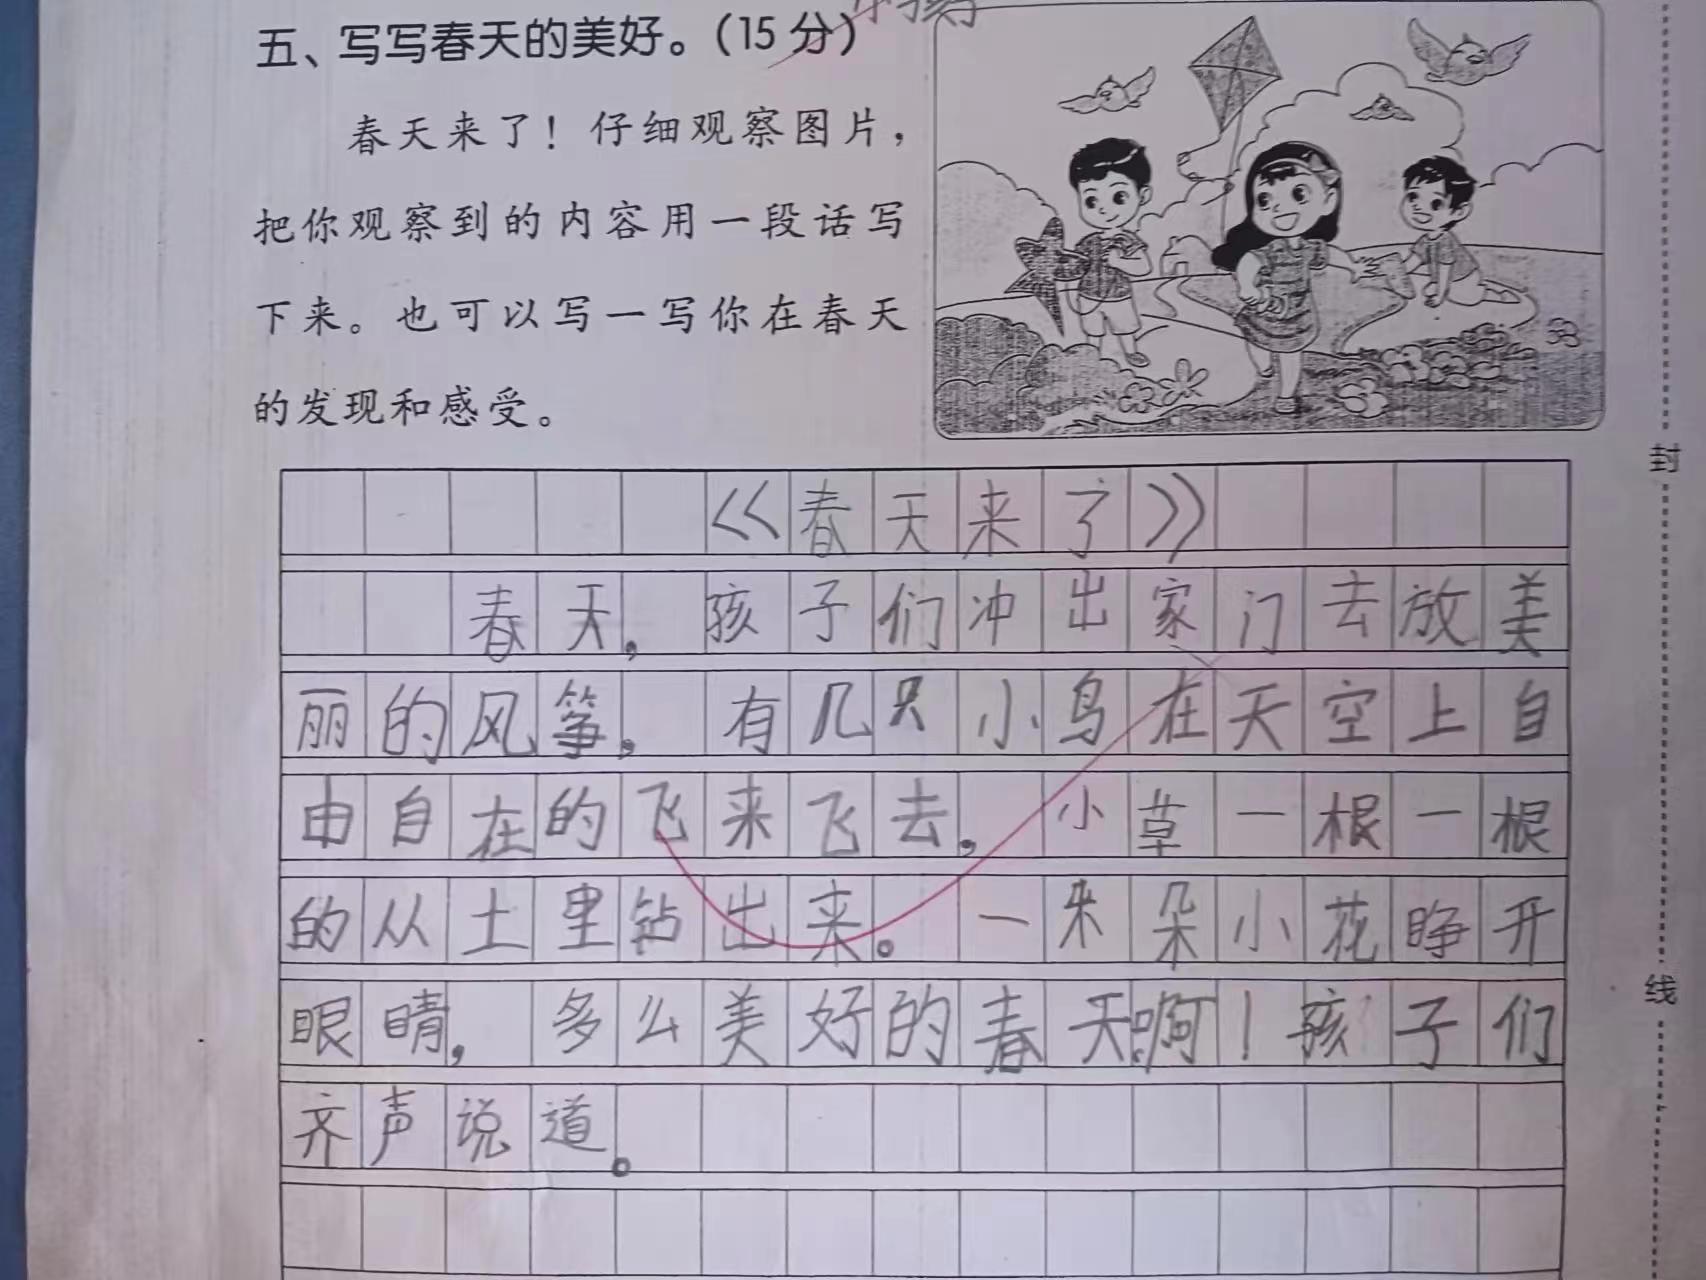 五、写写春天的美好。（15分）
春天来了！仔细观察图片，
把你观察到的内容用一段话写
下来。也可以写一写你在春天
的发现和感受。
封
线
《春天来了》
春天，孩子们冲出家门去放美
丽的风筝，有几只小鸟在天空上自
由自在的飞来飞去，小草一根一根
的从土里钻出来。一朵朵小花睁开
眼睛，多么美好的春天啊！孩子们
齐声说道。